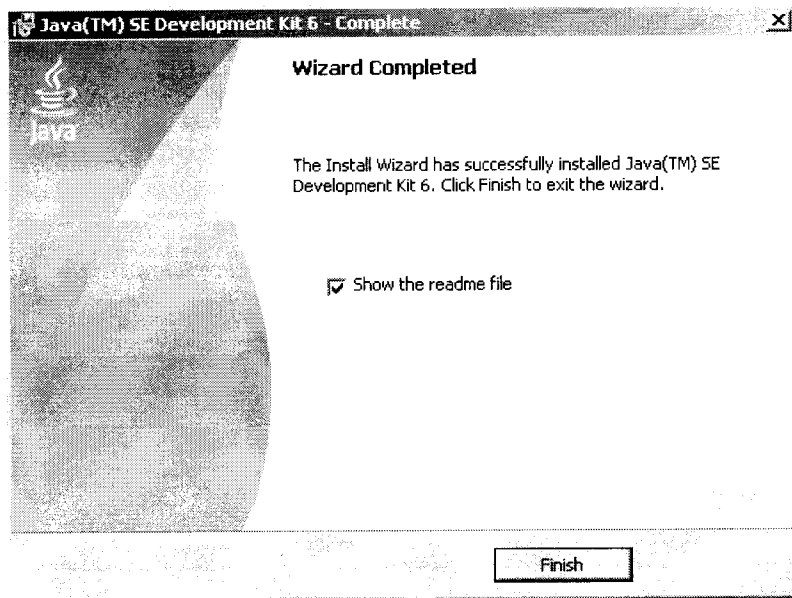 Java(TM) SE Development Kit 6 - Complete
Java
Wizard Completed
The Install Wizard has successfully installed Java(TM) SE
Development Kit 6. Click Finish to exit the wizard.
Show the readme file
Finish